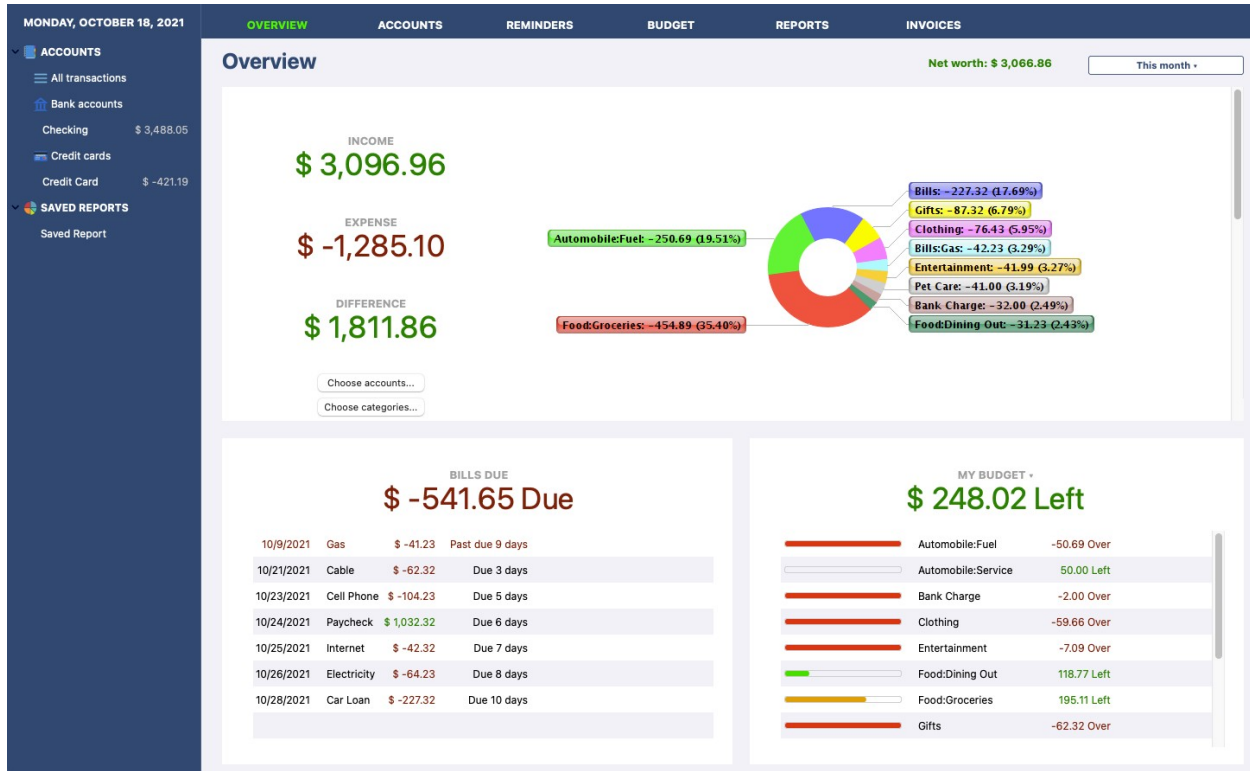 MONDAY, OCTOBER 18, 2021
OVERVIEW ACCOUNTS REMINDERS BUDGET REPORTS INVOICES
ACCOUNTS
All transactions
Bank accounts
Checking $ 3,488.05
Credit cards
Credit Card $ -421.19
SAVED REPORTS
Saved Report
Overview
Net worth: $ 3,066.86
This month
INCOME
$ 3,096.96
EXPENSE
$ -1,285.10
DIFFERENCE
$ 1,811.86
Choose accounts...
Choose categories...
Automobile:Fuel: -250.69 (19.51%)
Food:Groceries: -454.89 (35.40%)
Bills: -227.32 (17.69%)
Gifts: -87.32 (6.79%)
Clothing: -76.43 (5.95%)
Bills:Gas: -42.23 (3.29%)
Entertainment: -41.99 (3.27%)
Pet Care: -41.00 (3.19%)
Bank Charge: -32.00 (2.49%)
Food:Dining Out: -31.23 (2.43%)
BILLS DUE
$ -541.65 Due
10/9/2021 Gas $ -41.23 Past due 9 days
10/21/2021 Cable $ -62.32 Due 3 days
10/23/2021 Cell Phone $ -104.23 Due 5 days
10/24/2021 Paycheck $ 1,032.32 Due 6 days
10/25/2021 Internet $ -42.32 Due 7 days
10/26/2021 Electricity $ -64.23 Due 8 days
10/28/2021 Car Loan $ -227.32 Due 10 days
MY BUDGET
$ 248.02 Left
Automobile:Fuel -50.69 Over
Automobile:Service 50.00 Left
Bank Charge -2.00 Over
Clothing -59.66 Over
Entertainment -7.09 Over
Food:Dining Out 118.77 Left
Food:Groceries 195.11 Left
Gifts -62.32 Over